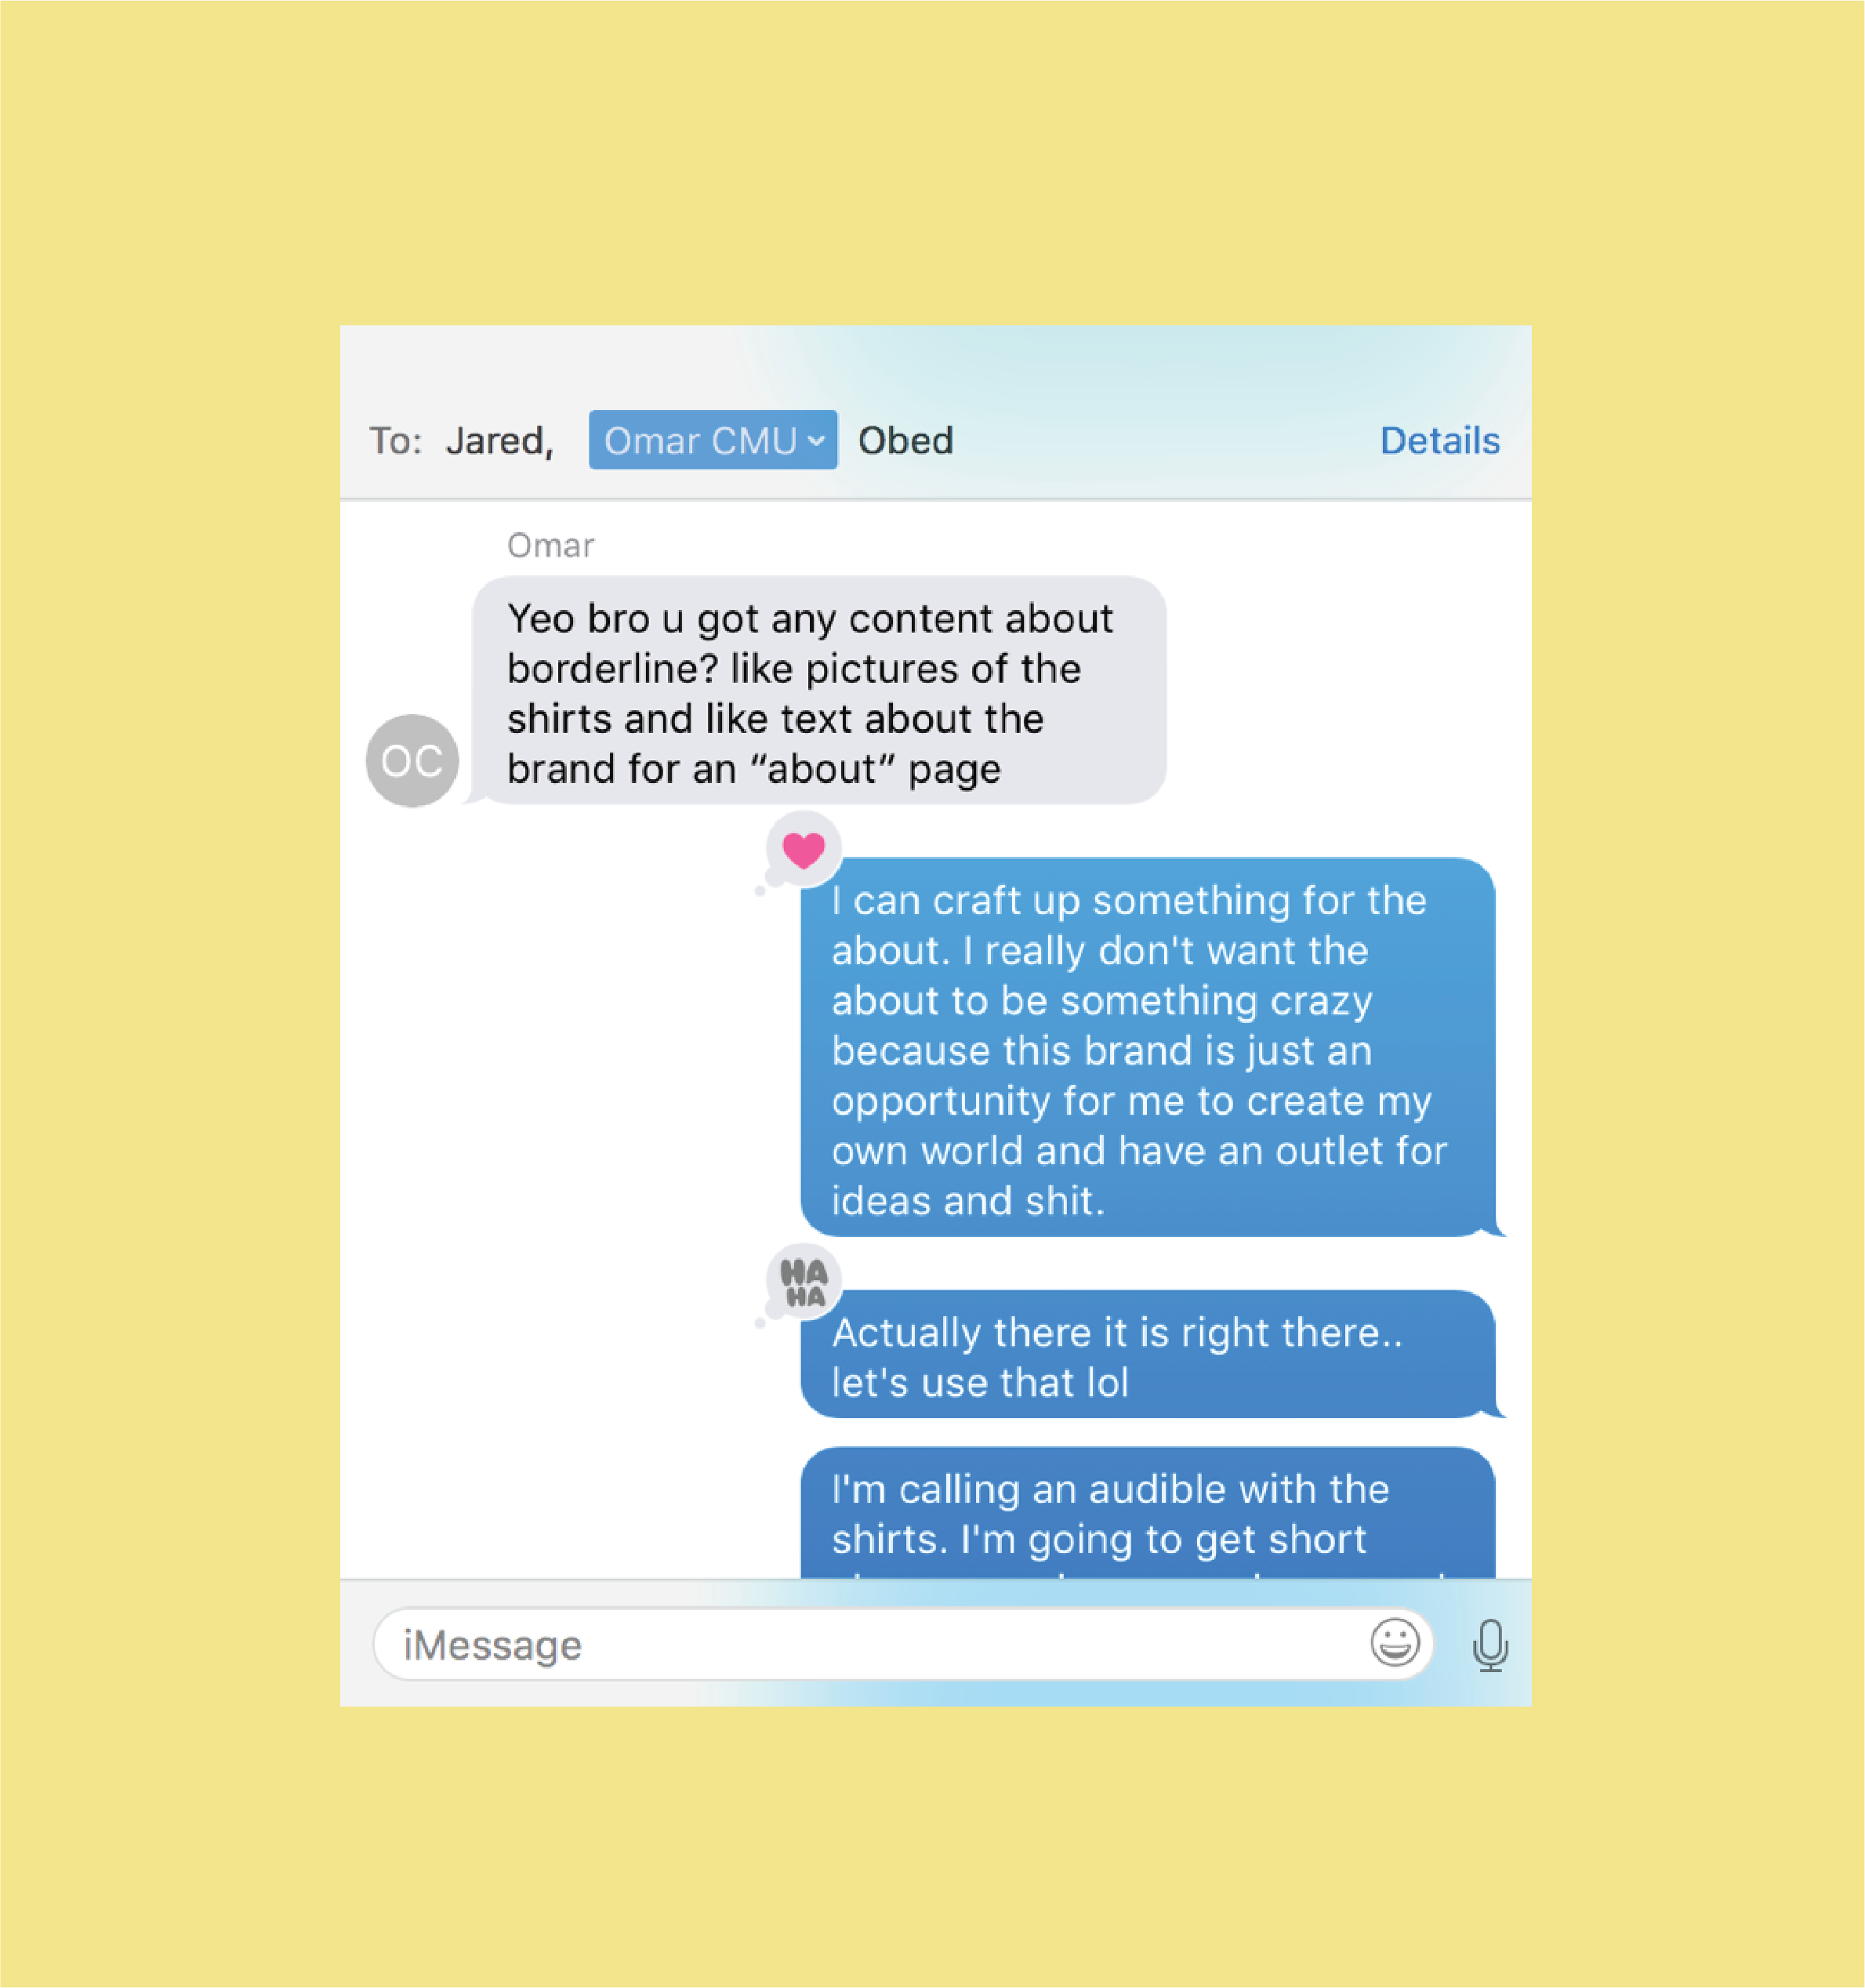 To: Jared, Omar CMU Obed Details
Omar
Yeo bro u got any content about
borderline? like pictures of the
shirts and like text about the
brand for an “about” page
OC
I can craft up something for the
about. I really don't want the
about to be something crazy
because this brand is just an
opportunity for me to create my
own world and have an outlet for
ideas and shit.
HA
HA
Actually there it is right there..
let's use that lol
I'm calling an audible with the
shirts. I'm going to get short
iMessage